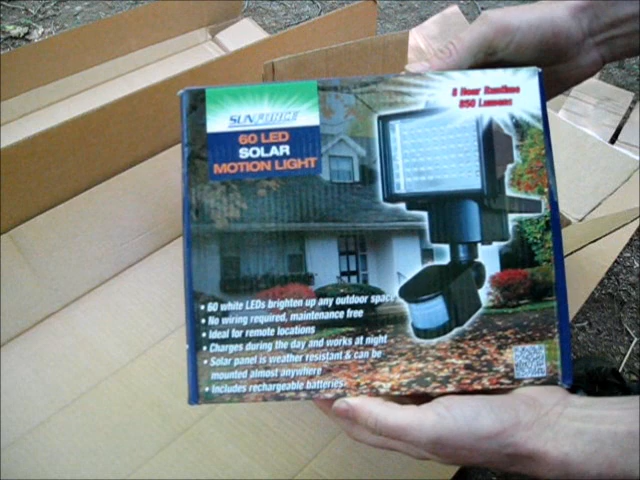 SUNFORCE
60 LED
SOLAR
MOTION LIGHT
8 Hour Runtime
850 Lumens
• 60 white LEDs brighten up any outdoor space
• No wiring required, maintenance free
• Ideal for remote locations
• Charges during the day and works at night
• Solar panel is weather resistant & can be
mounted almost anywhere
• Includes rechargeable batteries